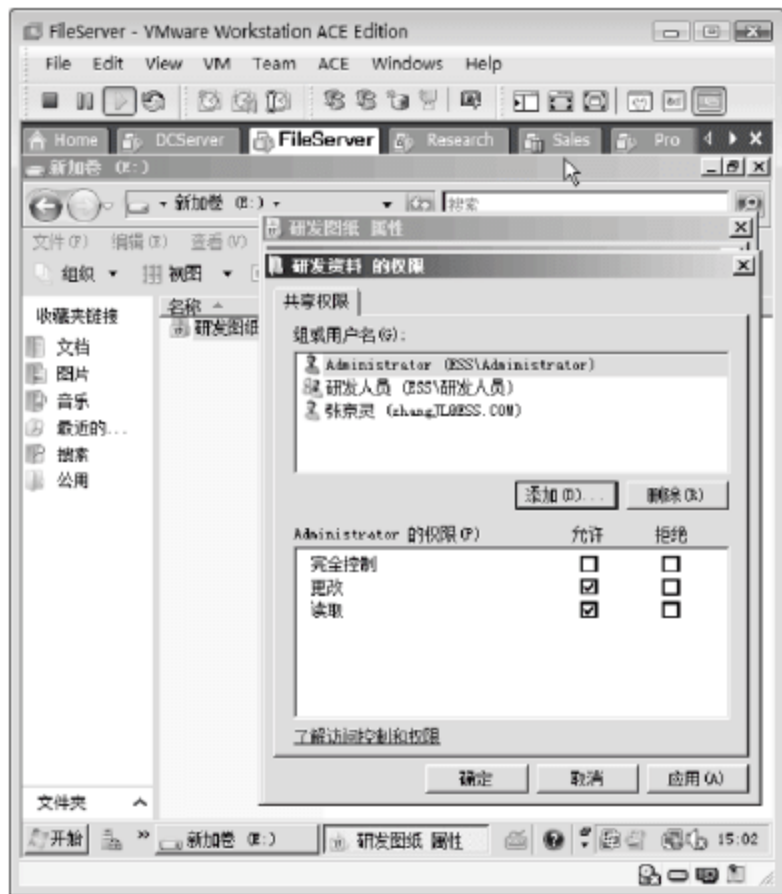 FileServer - VMware Workstation ACE Edition
File Edit View VM Team ACE Windows Help
Home DCServer FileServer Research Sales Pro
新加卷 (E:)
新加卷 (E:) 搜索
文件(F) 编辑(E) 查看(V)
研发图纸 属性
组织 视图
研发资料 的权限
收藏夹链接
文档
图片
音乐
最近的...
搜索
公用
名称
研发图纸
共享权限
组或用户名(G):
Administrator (ESS\Administrator)
研发人员 (ESS\研发人员)
张京灵 (zhangJL@ESS.COM)
添加(D)... 删除(R)
Administrator 的权限(P) 允许 拒绝
完全控制
更改
读取
了解访问控制和权限
确定 取消 应用(A)
文件夹
开始 新加卷 (E:) 研发图纸 属性 15:02